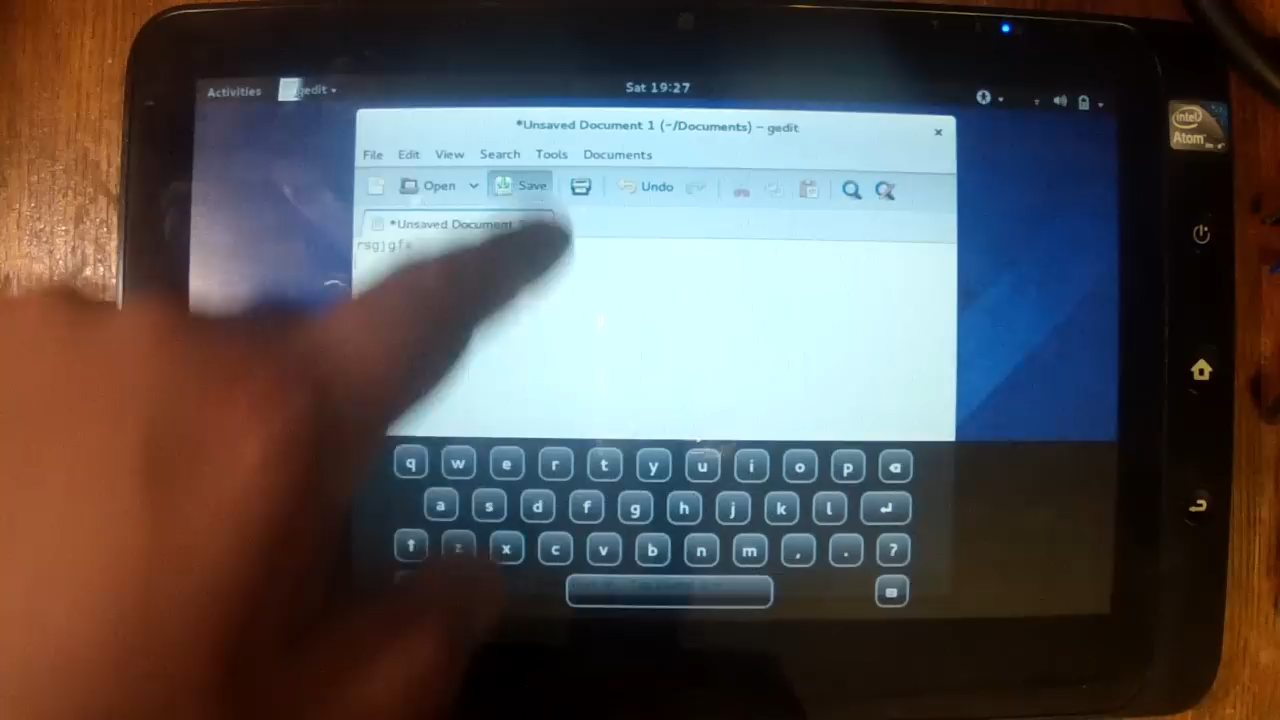 Activities gedit Sat 19:27
*Unsaved Document 1 (~/Documents) – gedit
File Edit View Search Tools Documents
Open Save Undo
*Unsaved Document
q w e r t y u i o p
a s d f g h j k l
z x c v b n m , . ?
intel
Atom